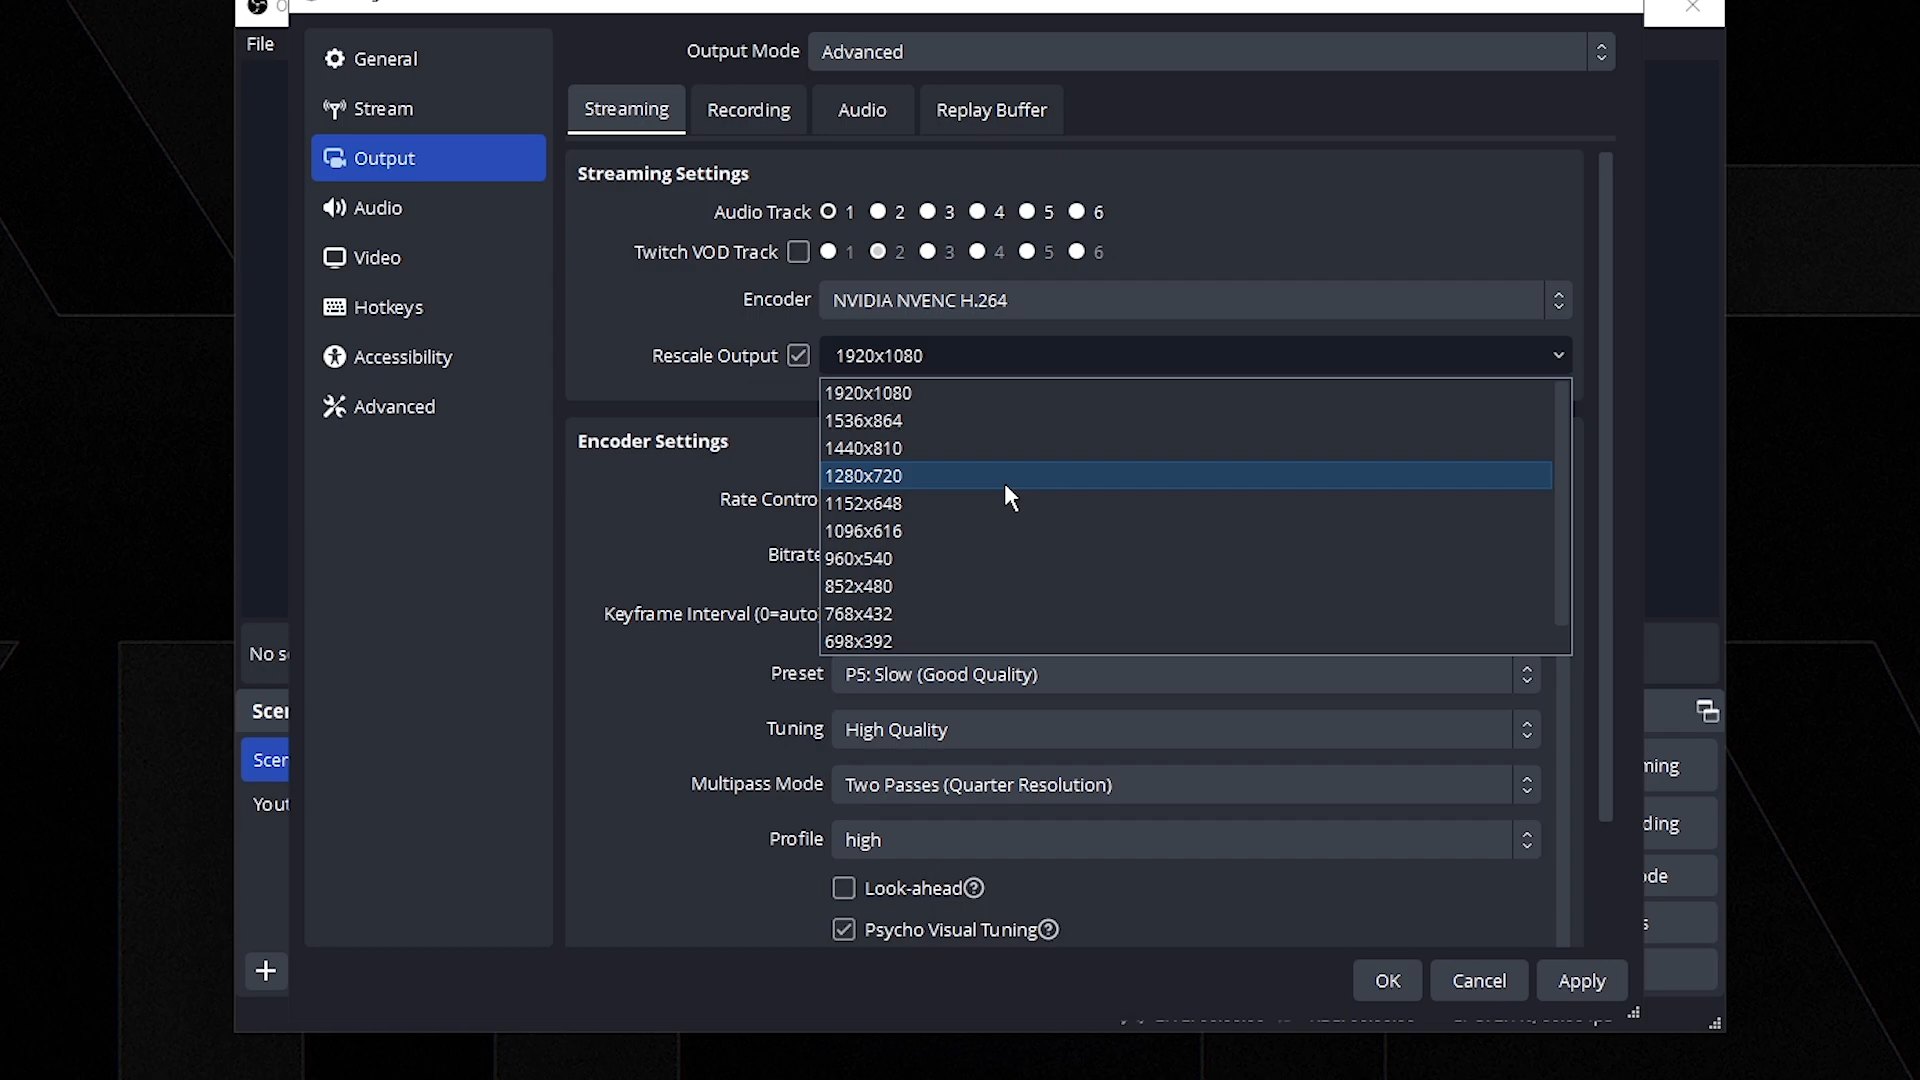 File
General
Stream
Output
Audio
Video
Hotkeys
Accessibility
Advanced
Output Mode Advanced
Streaming Recording Audio Replay Buffer
Streaming Settings
Audio Track 1 2 3 4 5 6
Twitch VOD Track 1 2 3 4 5 6
Encoder NVIDIA NVENC H.264
Rescale Output 1920x1080
1920x1080
1536x864
1440x810
1280x720
1152x648
1096x616
960x540
852x480
768x432
698x392
Encoder Settings
Rate Contro
Bitrate
Keyframe Interval (0=auto
Preset P5: Slow (Good Quality)
Tuning High Quality
Multipass Mode Two Passes (Quarter Resolution)
Profile high
Look-ahead
Psycho Visual Tuning
OK Cancel Apply
No s
Scen
Scen
Yout
ming
ding
ode
s